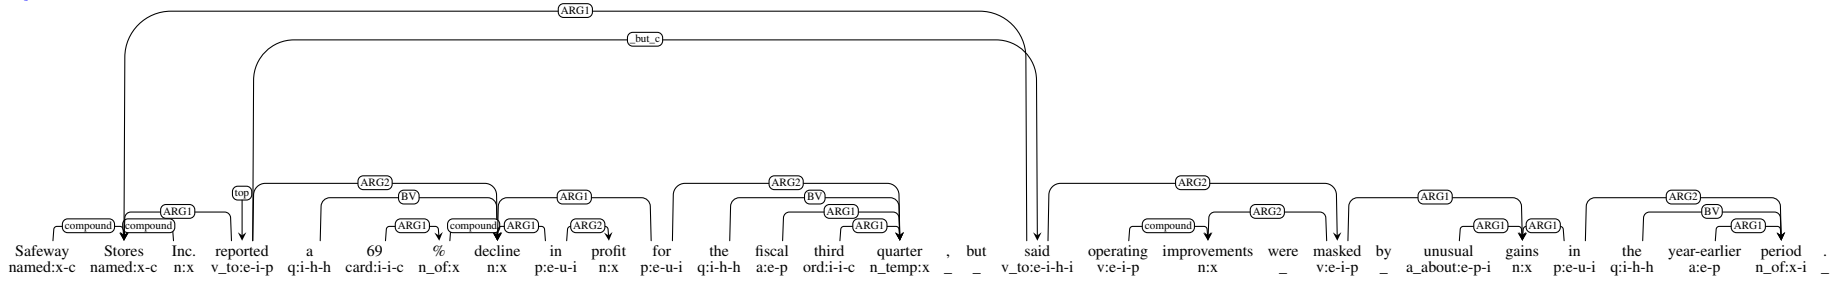 ARG1
_but_c
top ARG2 ARG1 ARG2 ARG2 ARG1 ARG2
BV BV BV
ARG1 ARG1 ARG2
compound compound ARG1 compound ARG1 ARG2 ARG1 compound ARG1 ARG1 ARG1
Safeway Stores Inc. reported a 69 % decline in profit for the fiscal third quarter , but said operating improvements were masked by unusual gains in the year-earlier period .
named:x-c named:x-c n:x v_to:e-i-p q:i-h-h card:i-i-c n_of:x n:x p:e-u-i n:x p:e-u-i q:i-h-h a:e-p ord:i-i-c n_temp:x _ _ v_to:e-i-h-i v:e-i-p n:x _ v:e-i-p _ a_about:e-p-i n:x p:e-u-i q:i-h-h a:e-p n_of:x-i _